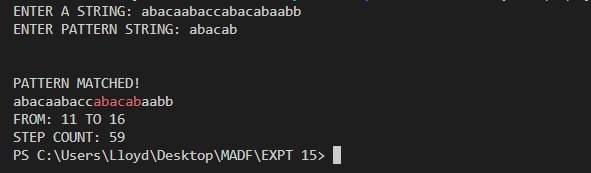 ENTER A STRING: abacaabaccabacabaabb
ENTER PATTERN STRING: abacab
PATTERN MATCHED!
abacaabaccabacabaabb
FROM: 11 TO 16
STEP COUNT: 59
PS C:\Users\Lloyd\Desktop\MADF\EXPT 15>